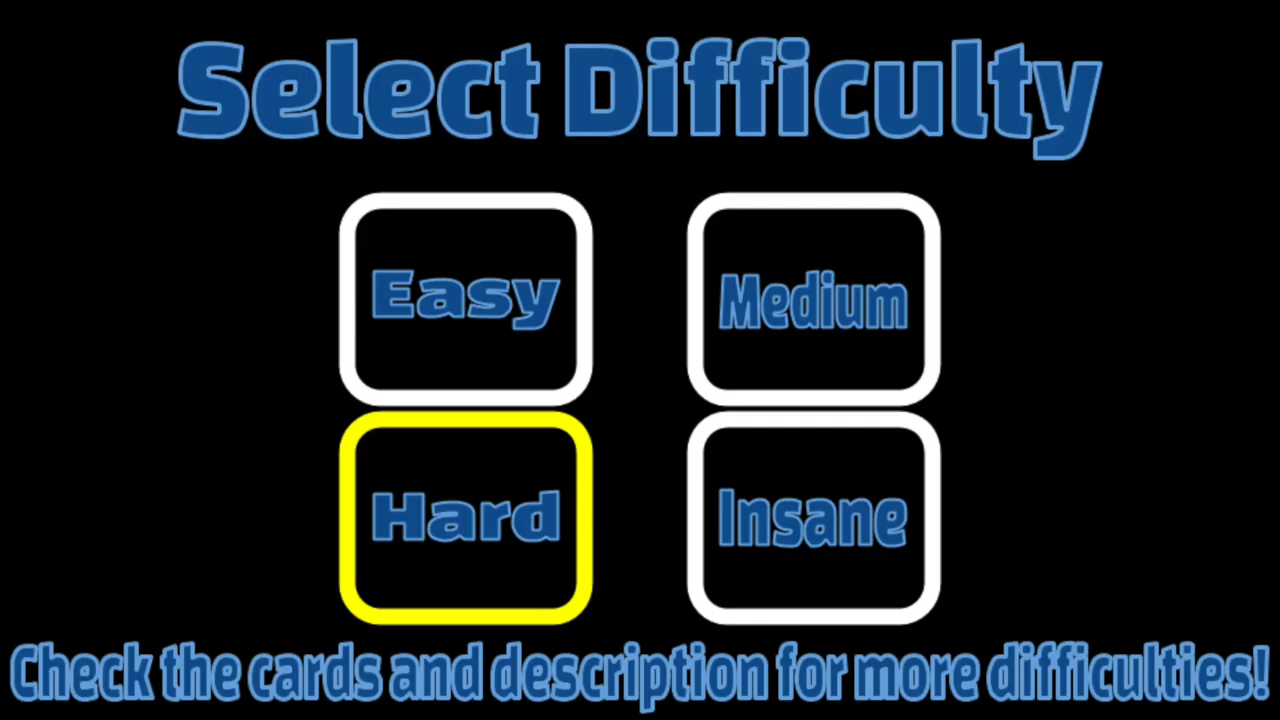 Select Difficulty
Easy
Medium
Hard
Insane
Check the cards and description for more difficulties!